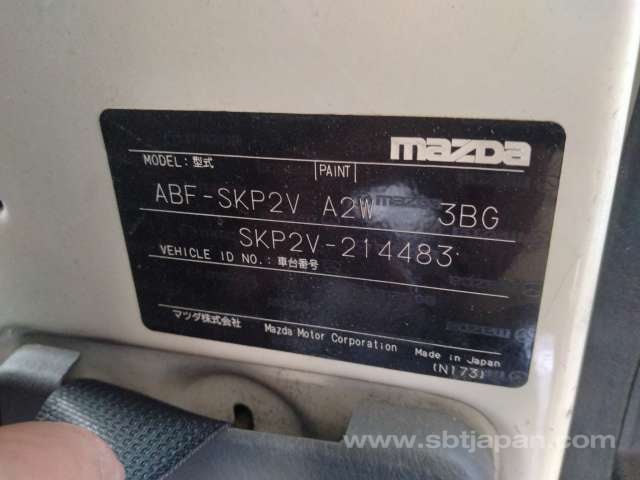 mazda
MODEL: 型式 PAINT
ABF-SKP2V A2W 3BG
SKP2V-214483
VEHICLE ID NO.: 車台番号
マツダ株式会社 Mazda Motor Corporation Made in Japan
(N173)
www.sbtjapan.com